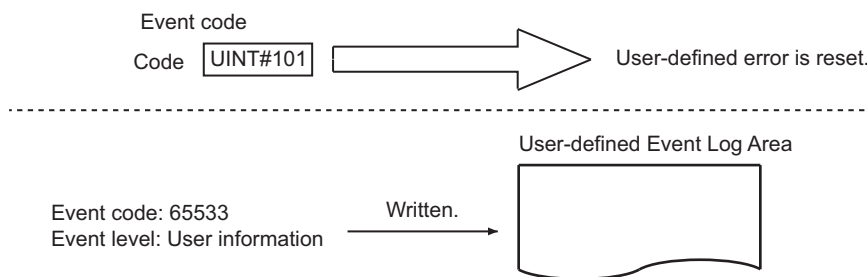 Event code
Code UINT#101
User-defined error is reset.
User-defined Event Log Area
Event code: 65533
Event level: User information
Written.